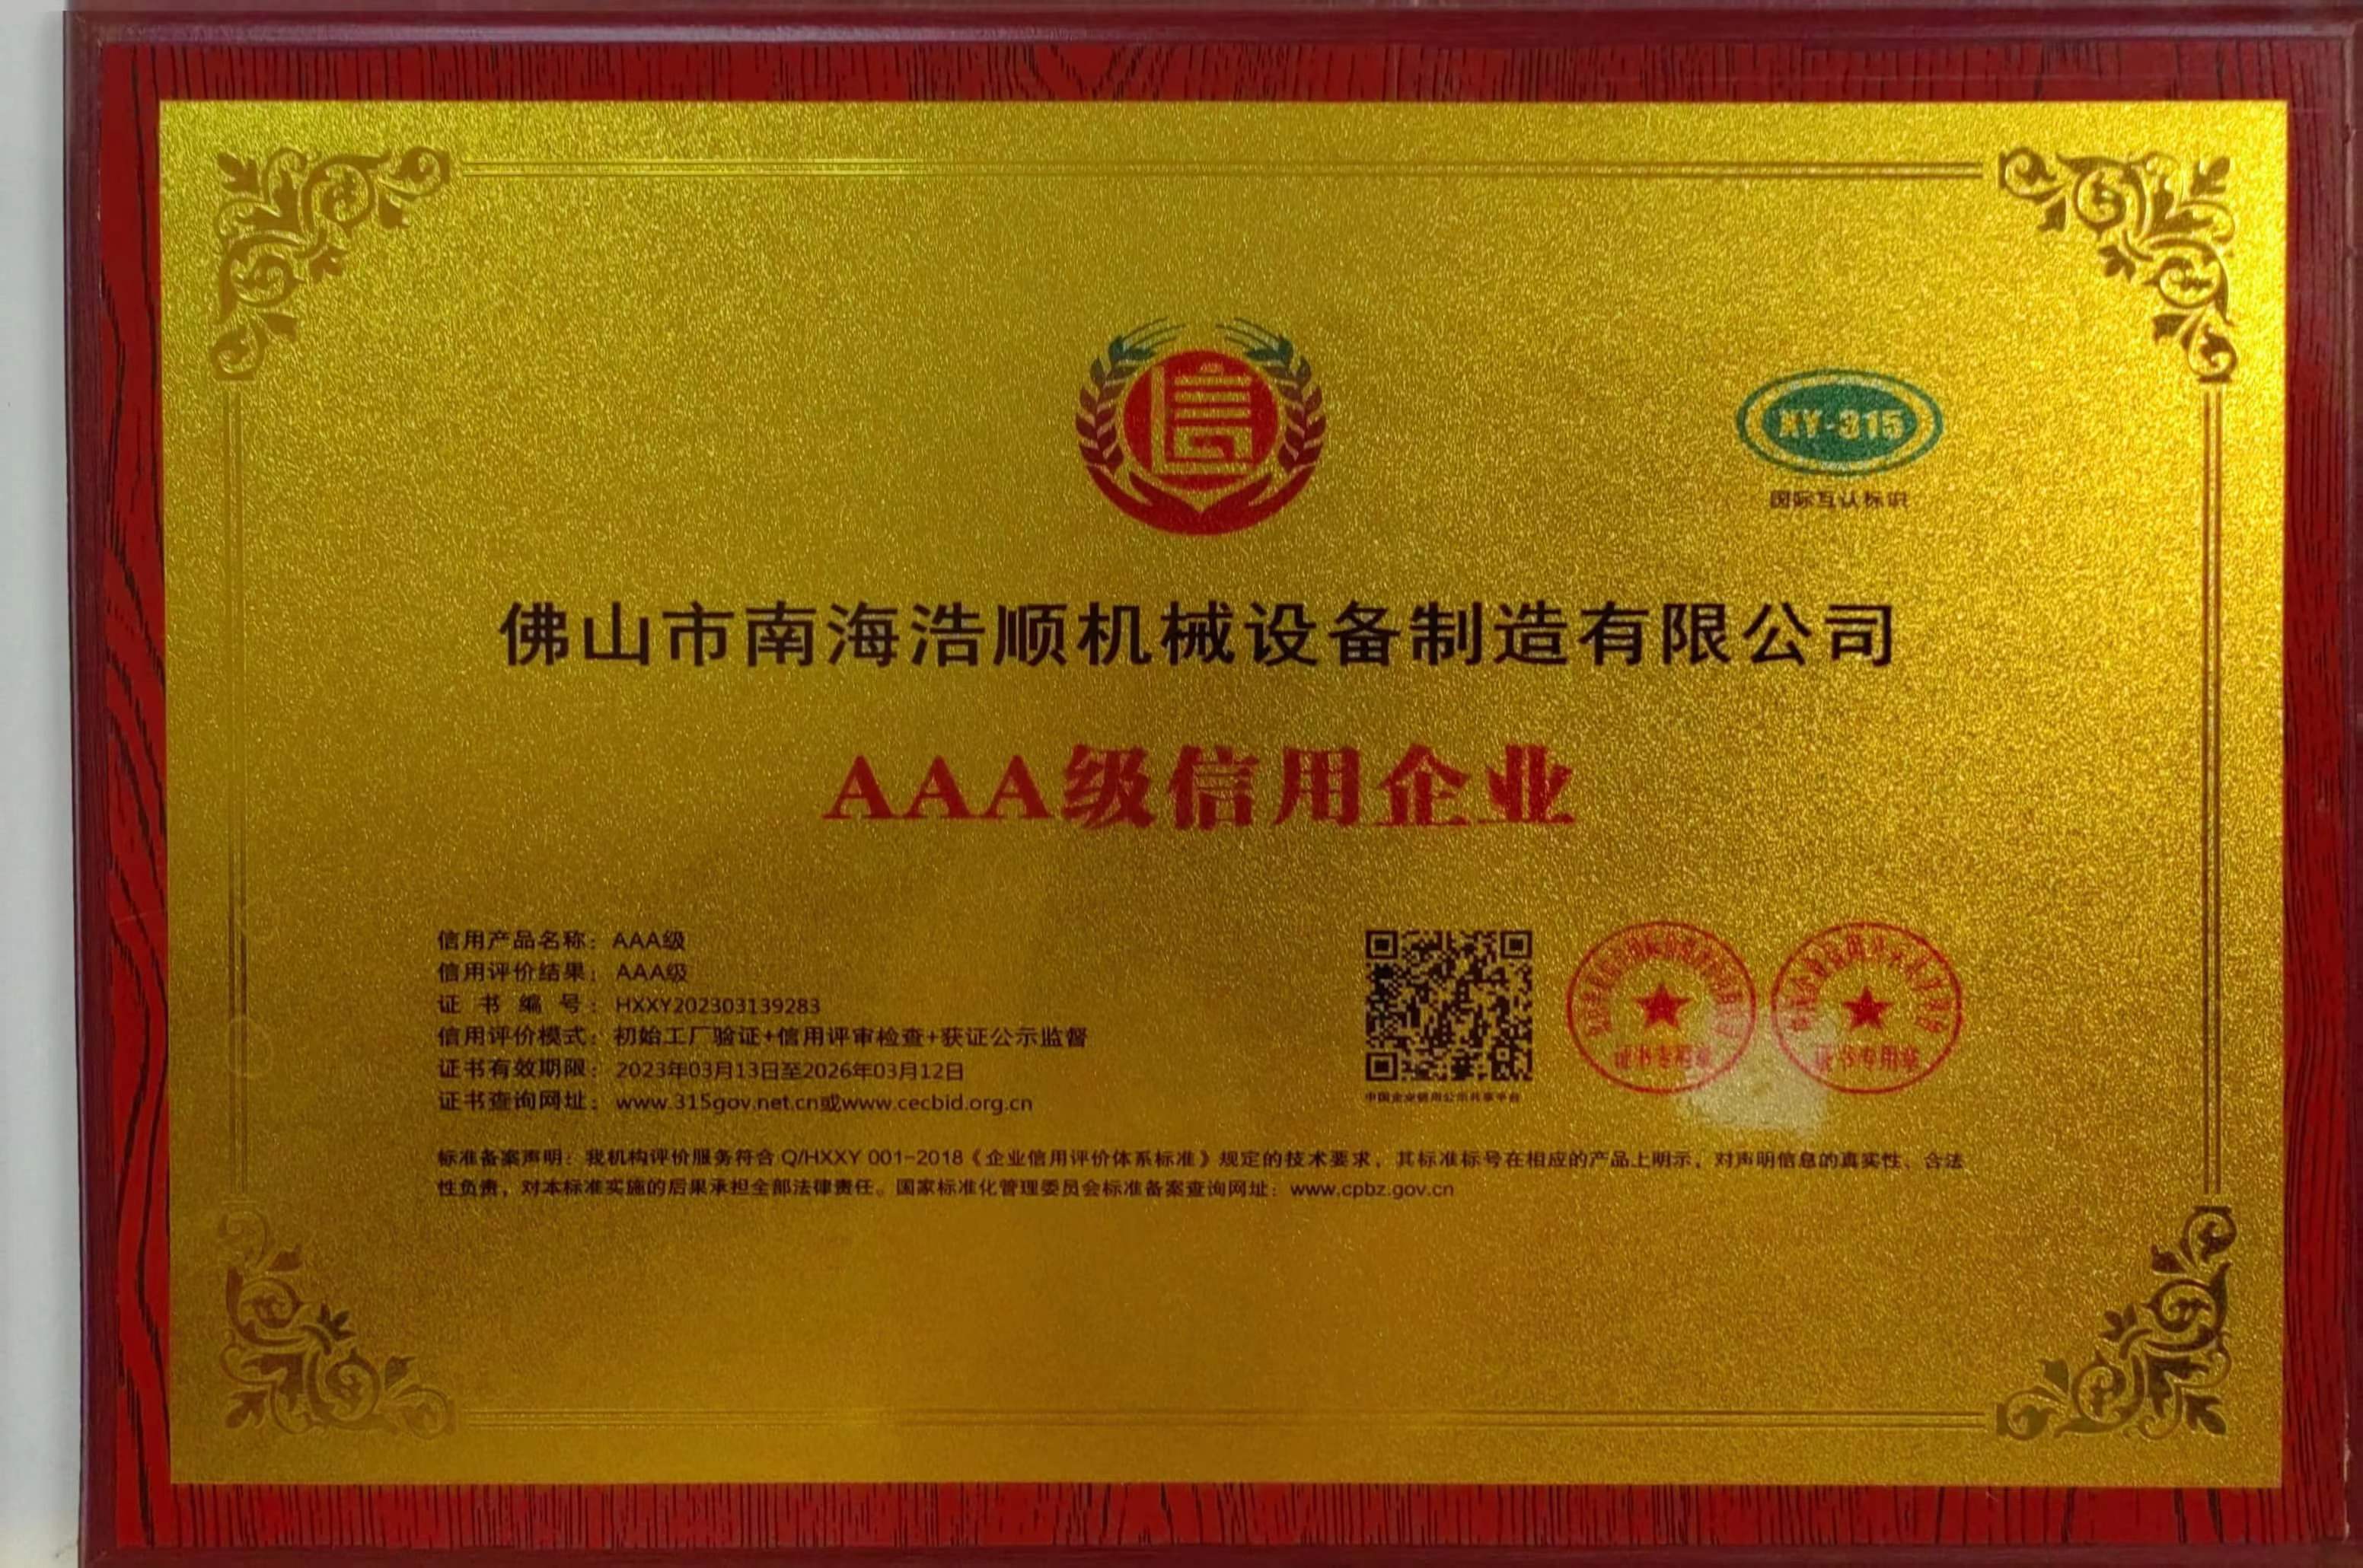 信
XY-315
国际互认标识
佛山市南海浩顺机械设备制造有限公司
AAA级信用企业
信用产品名称：AAA级
信用评价结果：AAA级
证书编号：HXXY202303139283
信用评价模式：初始工厂验证+信用评审检查+获证公示监督
证书有效期限：2023年03月13日至2026年03月12日
证书查询网址：www.315gov.net.cn或www.cecbid.org.cn
中国企业信用公示共享平台
证书专用章
证书专用章
标准备案声明：我机构评价服务符合 Q/HXXY 001-2018《企业信用评价体系标准》规定的技术要求，其标准标号在相应的产品上明示，对声明信息的真实性、合法
性负责，对本标准实施的后果承担全部法律责任。国家标准化管理委员会标准备案查询网址：www.cpbz.gov.cn